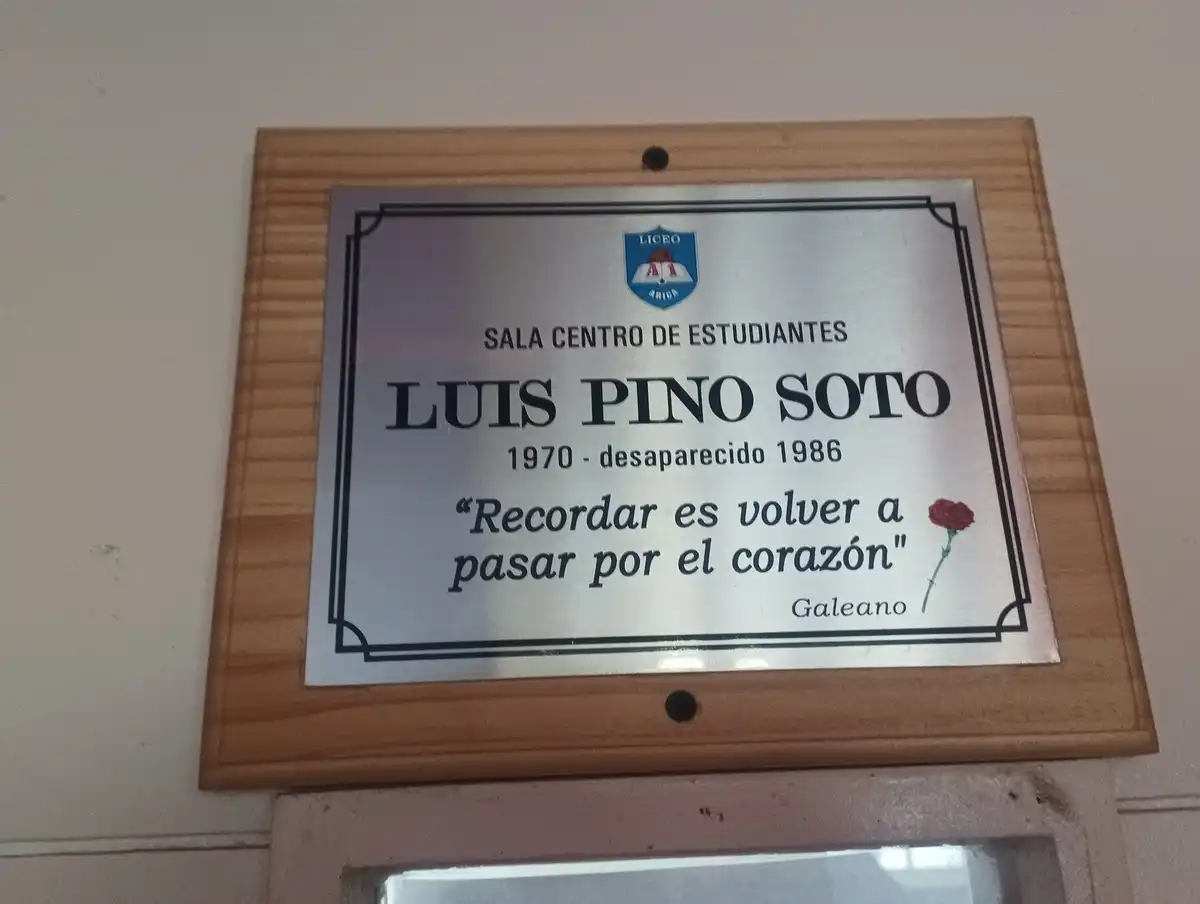 LICEO
A1
ARICA
SALA CENTRO DE ESTUDIANTES
LUIS PINO SOTO
1970 - desaparecido 1986
“Recordar es volver a
pasar por el corazón"
Galeano